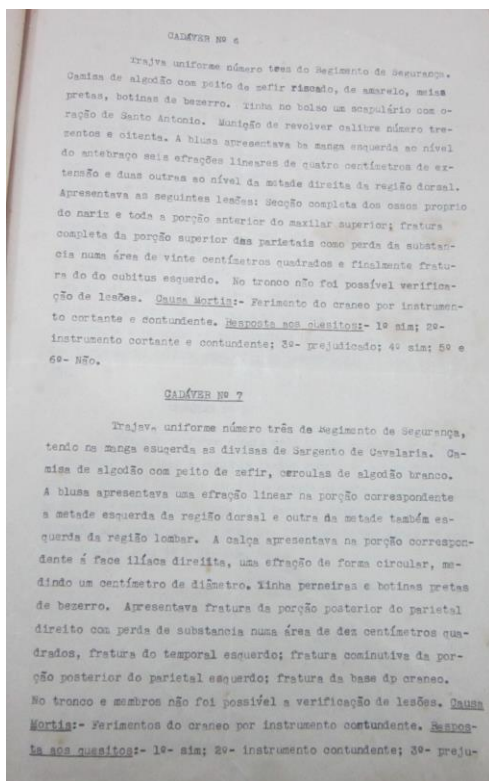 CADÁVER Nº 6
Trajva uniforme número tres do Regimento de Segurança.
Camisa de algodão com peito da zefir riscado, de amarelo, meias
pretas, botinas de bezerro. Tinha no bolso um scapulário com o-
ração de Santo Antonio. Munição de revolver calibre número tre-
zentos e oitenta. A blusa apresentava ba manga esquerda ao nível
do antebraço seis efrações lineares de quatro centímetros de ex-
tensão e duas outras ao nível da metade direita da região dorsal.
Apresentava as seguintes lesões: Secção completa dos ossos proprio
do nariz e toda a porção anterior do maxilar superior; fratura
completa da porção superior das parietais como perda da substan-
cia numa área de vinte centímetros quadrados e finalmente fratu-
ra do do cubitus esquerdo. No tronco não foi possível verifica-
ção de lesões. Causa Mortis:- Ferimento do craneo por instrumen-
to cortante e contundente. Resposta aos quesitos:- 1º sim; 2º-
instrumento cortante e contundente; 3º- prejudicado; 4º sim; 5º e
6º- Não.
CADÁVER Nº 7
Trajava uniforme número três de Regimento de Segurança,
tendo na manga esuqerda as divisas de Sargento de Cavalaria. Ca-
misa de algodão com peito de zefir, ceroulas de algodão branco.
A blusa apresentava uma efração linear na porção correspondente
a metade esquerda da região dorsal e outra da metade também es-
querda da região lombar. A calça apresentava na porção correspon-
dente á face ilíaca direiita, uma efração de forma circular, me-
dindo um centímetro de diâmetro. Tinha perneiras e botinas pretas
de bezerro. Apresentava fratura da porção posterior do parietal
direito com perda de substancia numa área de dez centímetros qua-
drados, fratura do temporal esquerdo; fratura cominutiva da por-
ção posterior do parietal esquerdo; fratura da base dp craneo.
No tronco e membros não foi possivel a verificação de lesões. Causa
Mortis:- Ferimentos do craneo por instrumento contundente. Respos-
ta aos quesitos:- 1º- sim; 2º- instrumento contundente; 3º- preju-